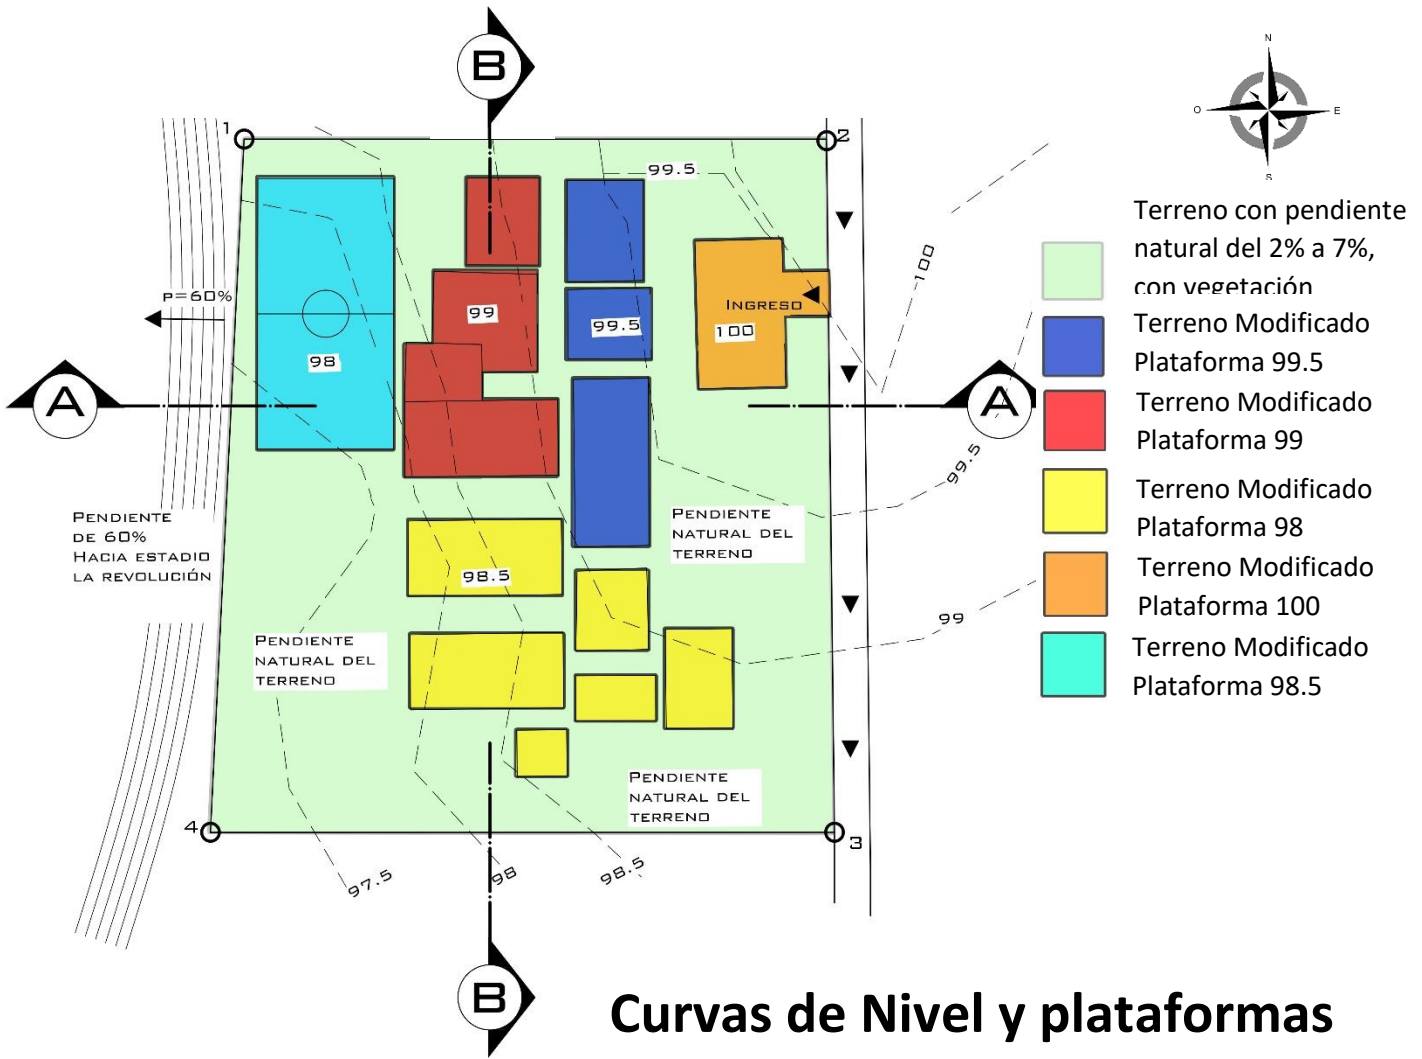 B
N
O
E
S
1
2
99.5
Terreno con pendiente
natural del 2% a 7%,
con vegetación
100
P=60%
INGRESO
99
99.5
100
98
Terreno Modificado
Plataforma 99.5
A
A
Terreno Modificado
Plataforma 99
99.5
PENDIENTE
DE 60%
HACIA ESTADIO
LA REVOLUCIÓN
PENDIENTE
NATURAL DEL
TERRENO
Terreno Modificado
Plataforma 98
98.5
Terreno Modificado
Plataforma 100
99
PENDIENTE
NATURAL DEL
TERRENO
Terreno Modificado
Plataforma 98.5
PENDIENTE
NATURAL DEL
TERRENO
4
3
97.5
98
98.5
B
Curvas de Nivel y plataformas